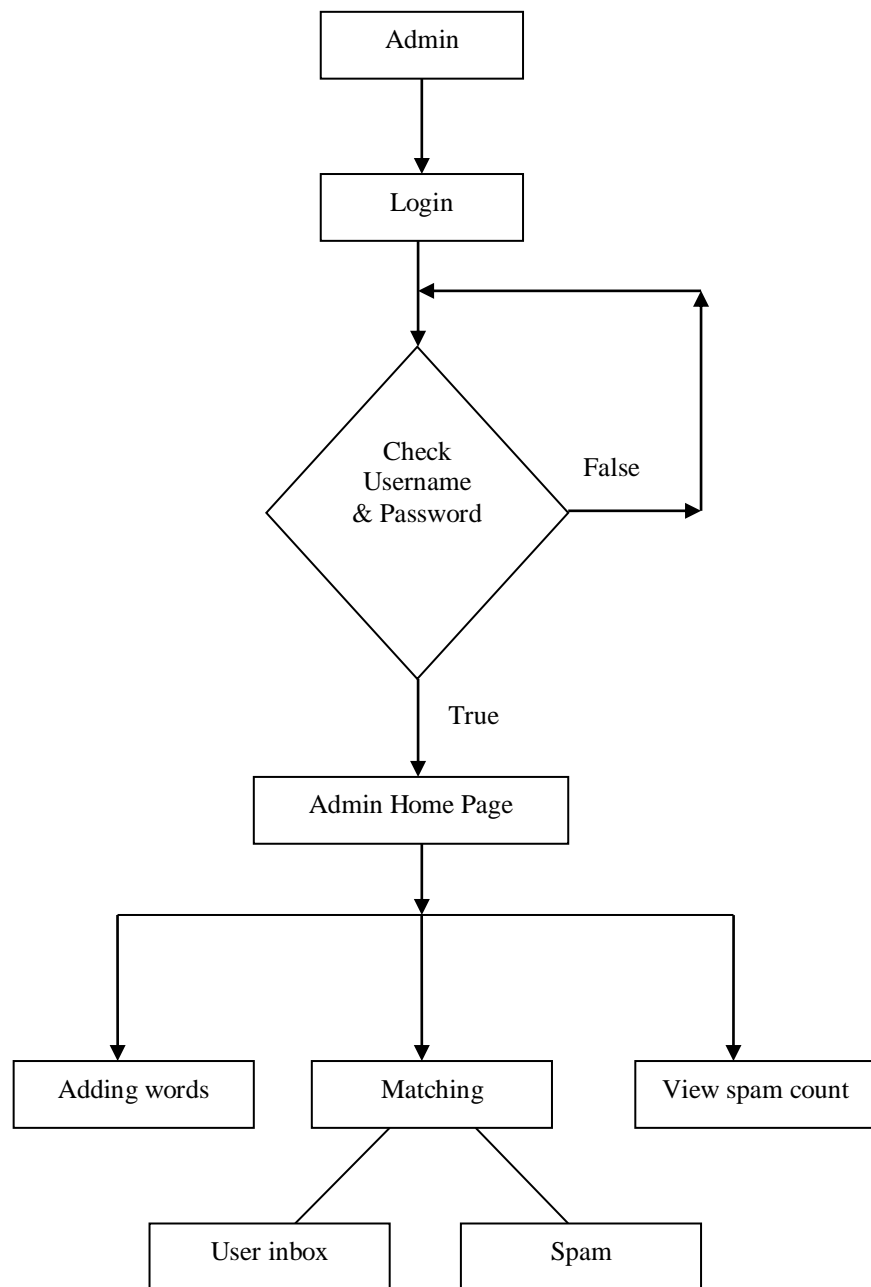 Admin
Login
Check
Username
& Password
False
True
Admin Home Page
Adding words
Matching
View spam count
User inbox
Spam